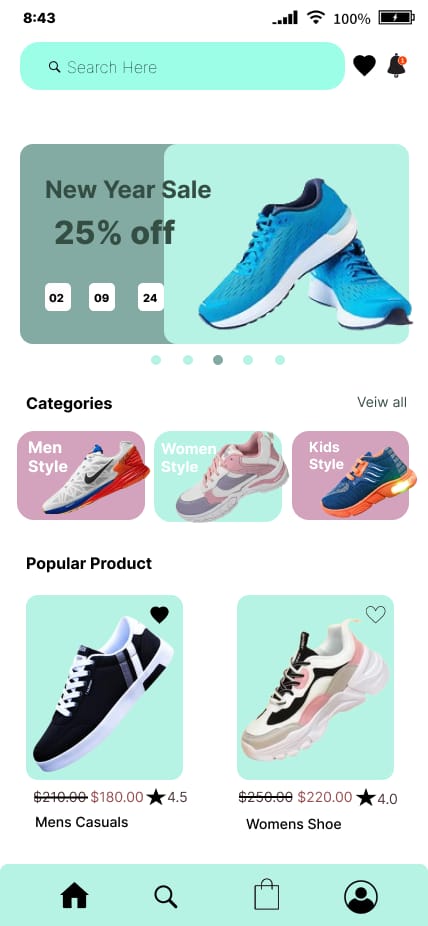 8:43
100%
Search Here
1
New Year Sale
25% off
02 09 24
Categories
Veiw all
Men
Style
Women
Style
Kids
Style
Popular Product
$210.00 $180.00 4.5
Mens Casuals
$250.00 $220.00 4.0
Womens Shoe